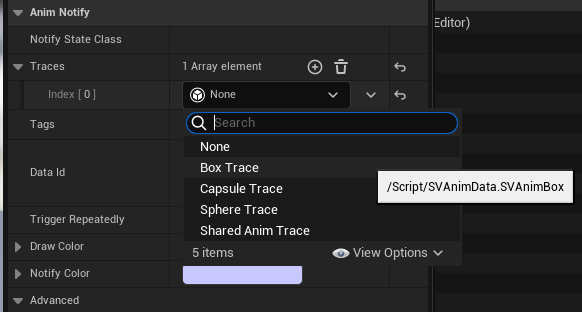 Anim Notify
Editor)
Notify State Class
Traces
1 Array element
Index [ 0 ]
None
Tags
Search
None
Data Id
Box Trace
/Script/SVAnimData.SVAnimBox
Capsule Trace
Sphere Trace
Trigger Repeatedly
Shared Anim Trace
Draw Color
5 items
View Options
Notify Color
Advanced